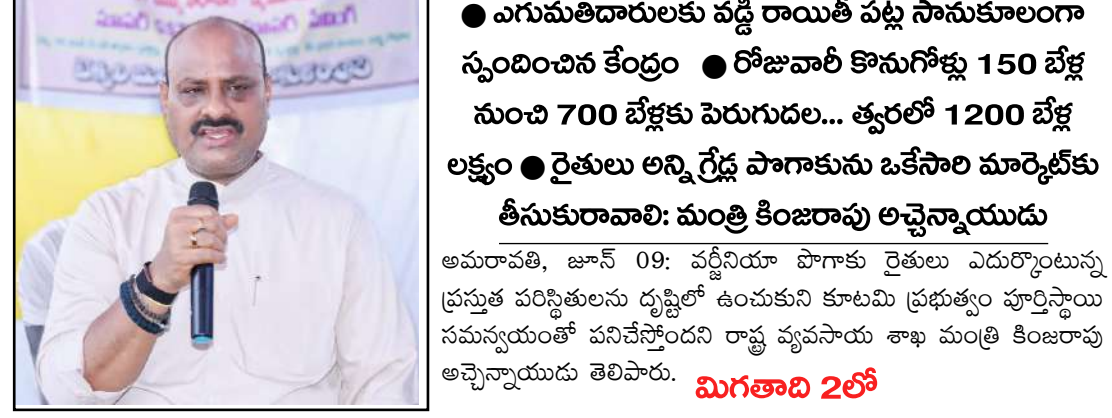 ● ఎగుమతిదారులకు వడ్డీ రాయితీ పట్ల సానుకూలంగా
స్పందించిన కేంద్రం ● రోజువారీ కొనుగోళ్లు 150 బేళ్ల
నుంచి 700 బేళ్లకు పెరుగుదల... త్వరలో 1200 బేళ్ల
లక్ష్యం ● రైతులు అన్ని గ్రేడ్ల పొగాకును ఒకేసారి మార్కెట్‌కు
తీసుకురావాలి: మంత్రి కింజరాపు అచ్చెన్నాయుడు
అమరావతి, జూన్ 09: వర్జీనియా పొగాకు రైతులు ఎదుర్కొంటున్న
ప్రస్తుత పరిస్థితులను దృష్టిలో ఉంచుకుని కూటమి ప్రభుత్వం పూర్తిస్థాయి
సమన్వయంతో పనిచేస్తోందని రాష్ట్ర వ్యవసాయ శాఖ మంత్రి కింజరాపు
అచ్చెన్నాయుడు తెలిపారు. మిగతాది 2లో